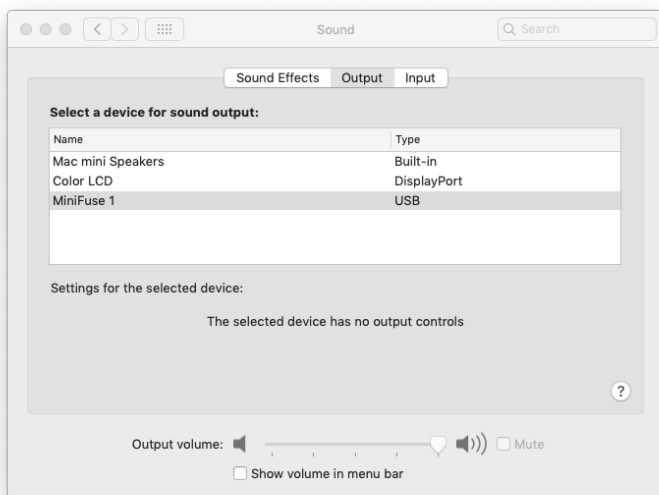 Sound
Search
Sound Effects Output Input
Select a device for sound output:
Name Type
Mac mini Speakers Built-in
Color LCD DisplayPort
MiniFuse 1 USB
Settings for the selected device:
The selected device has no output controls
?
Output volume: Mute
Show volume in menu bar